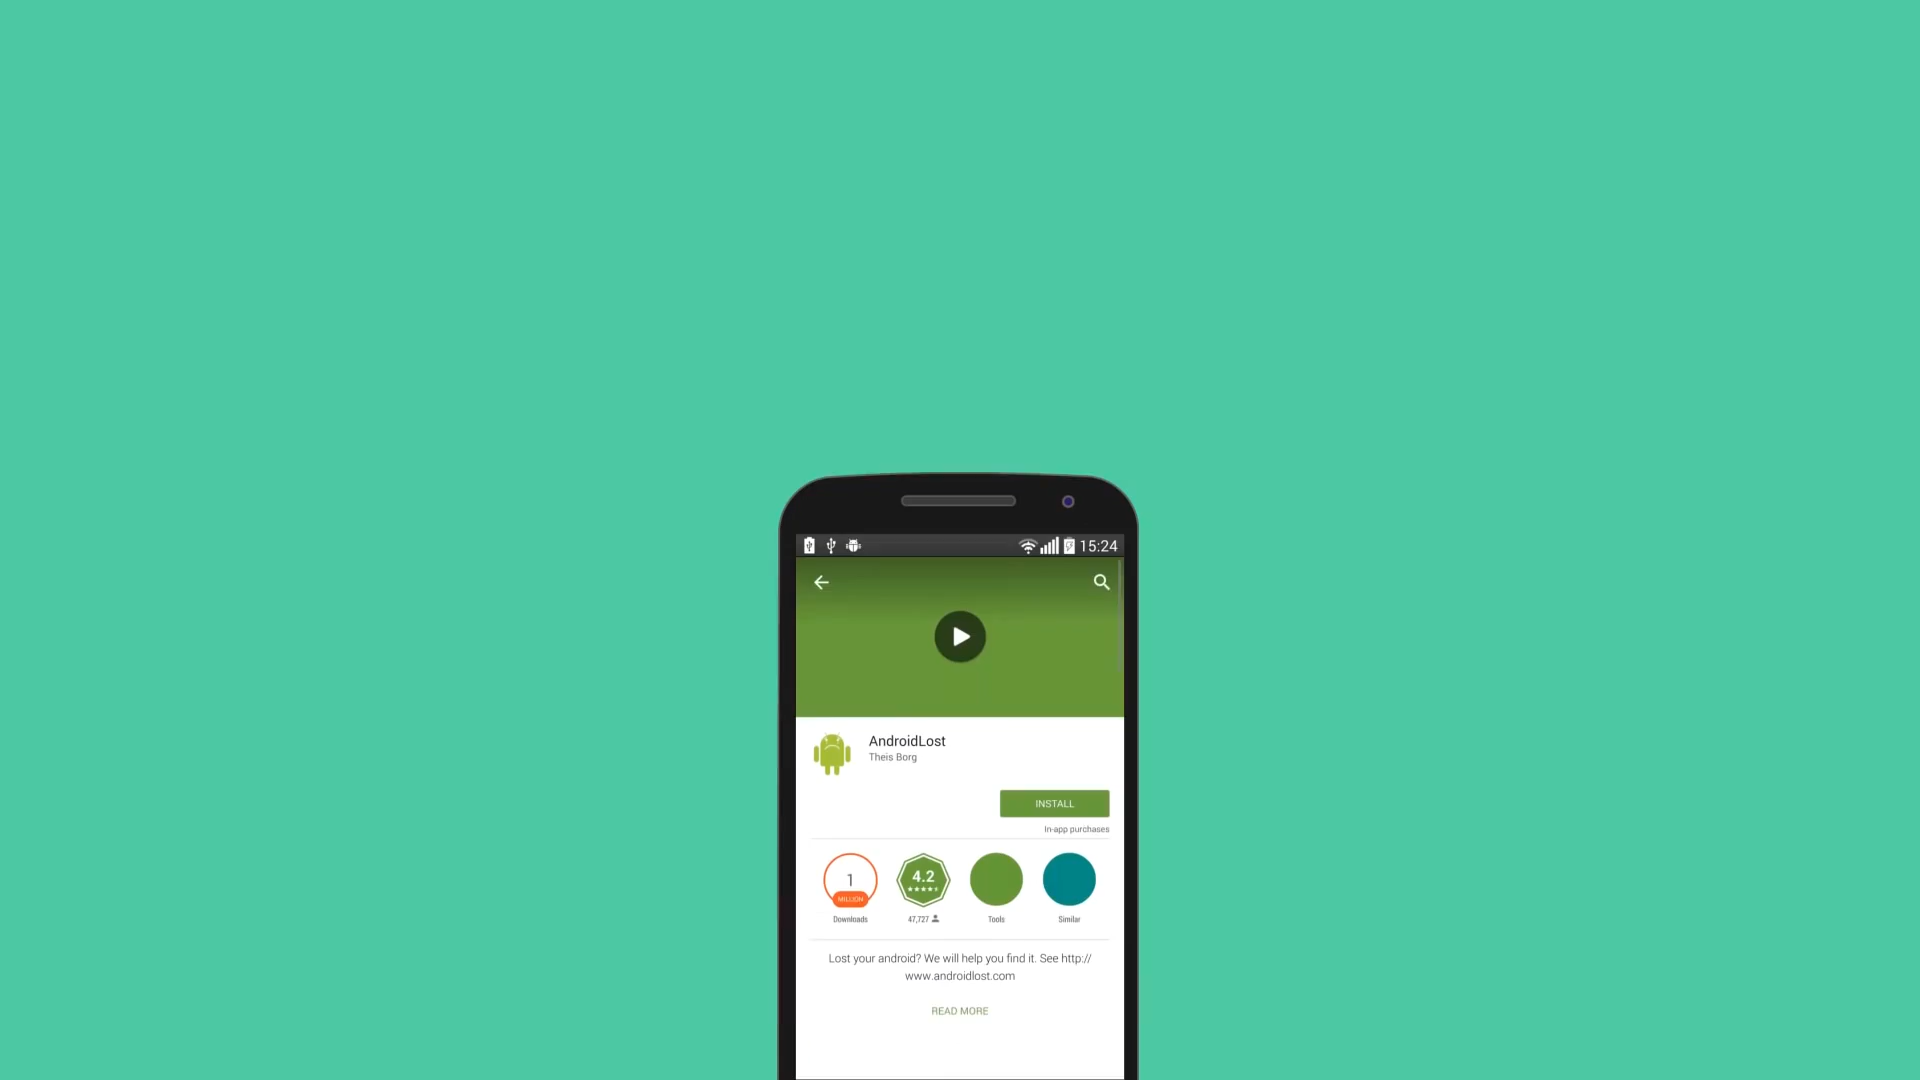 15:24
AndroidLost
Theis Borg
INSTALL
In-app purchases
1
MILLION
4.2
Downloads
47,727
Tools
Similar
Lost your android? We will help you find it. See http://
www.androidlost.com
READ MORE